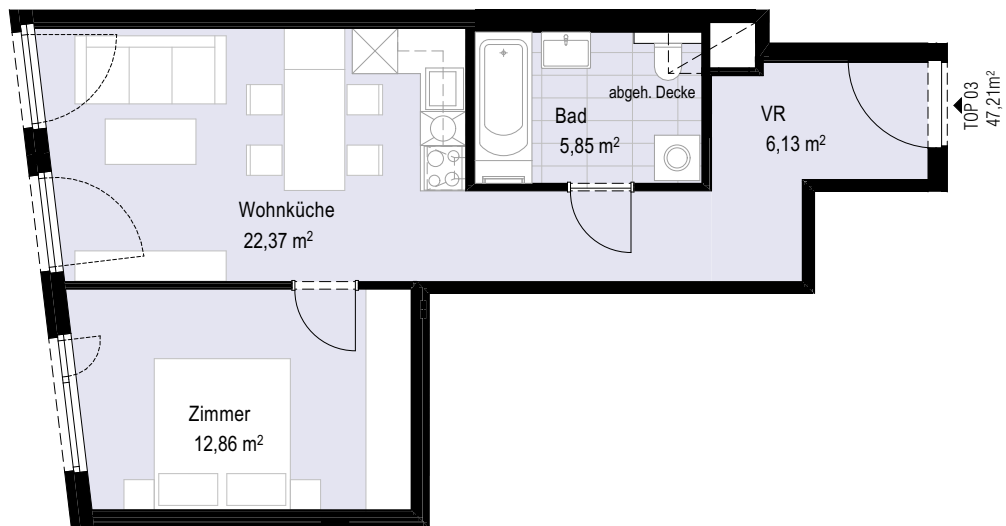 abgeh. Decke
Bad
5,85 m²
VR
6,13 m²
TOP 03
47,21m²
Wohnküche
22,37 m²
Zimmer
12,86 m²